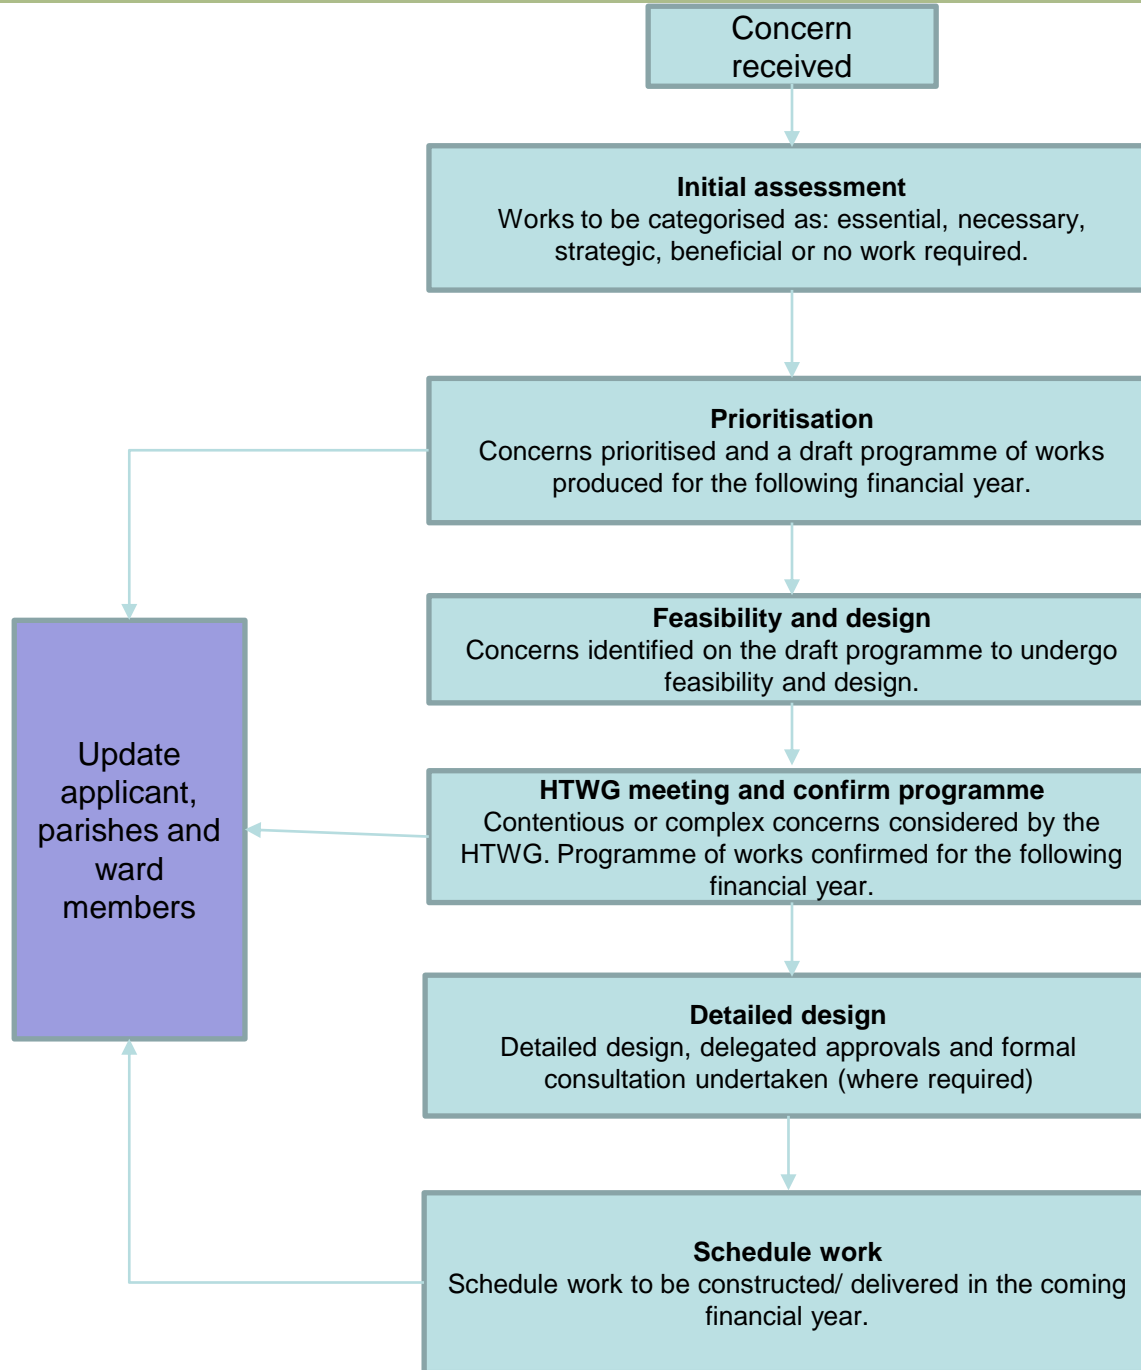 Concern
received
Initial assessment
Works to be categorised as: essential, necessary,
strategic, beneficial or no work required.
Prioritisation
Concerns prioritised and a draft programme of works
produced for the following financial year.
Feasibility and design
Concerns identified on the draft programme to undergo
feasibility and design.
Update
applicant,
parishes and
ward
members
HTWG meeting and confirm programme
Contentious or complex concerns considered by the
HTWG. Programme of works confirmed for the following
financial year.
Detailed design
Detailed design, delegated approvals and formal
consultation undertaken (where required)
Schedule work
Schedule work to be constructed/ delivered in the coming
financial year.